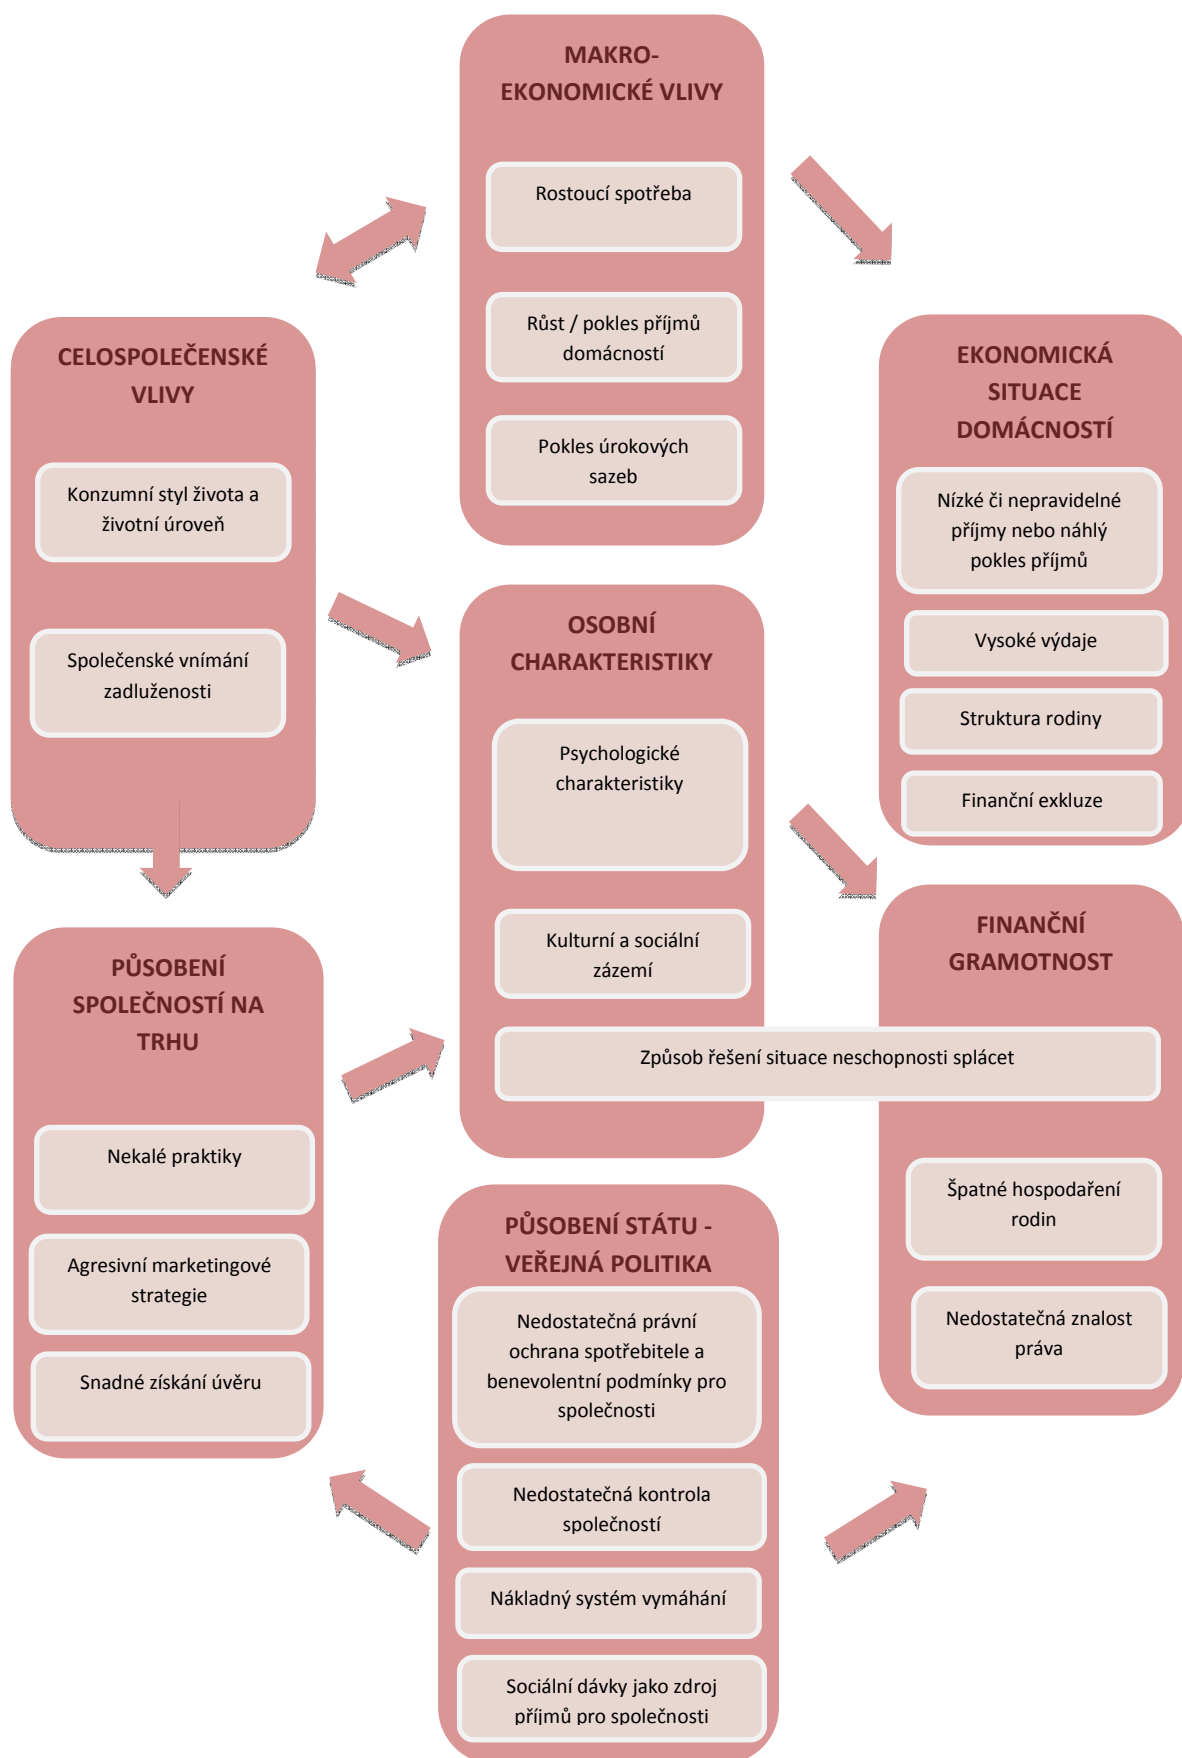 MAKRO-
EKONOMICKÉ VLIVY
Rostoucí spotřeba
Růst / pokles příjmů
domácností
Pokles úrokových
sazeb
CELOSPOLEČENSKÉ
VLIVY
Konzumní styl života a
životní úroveň
Společenské vnímání
zadluženosti
EKONOMICKÁ
SITUACE
DOMÁCNOSTÍ
Nízké či nepravidelné
příjmy nebo náhlý
pokles příjmů
Vysoké výdaje
Struktura rodiny
Finanční exkluze
OSOBNÍ
CHARAKTERISTIKY
Psychologické
charakteristiky
Kulturní a sociální
zázemí
Způsob řešení situace neschopnosti splácet
FINANČNÍ
GRAMOTNOST
Špatné hospodaření
rodin
Nedostatečná znalost
práva
PŮSOBENÍ
SPOLEČNOSTÍ NA
TRHU
Nekalé praktiky
Agresivní marketingové
strategie
Snadné získání úvěru
PŮSOBENÍ STÁTU -
VEŘEJNÁ POLITIKA
Nedostatečná právní
ochrana spotřebitele a
benevolentní podmínky pro
společnosti
Nedostatečná kontrola
společností
Nákladný systém vymáhání
Sociální dávky jako zdroj
příjmů pro společnosti